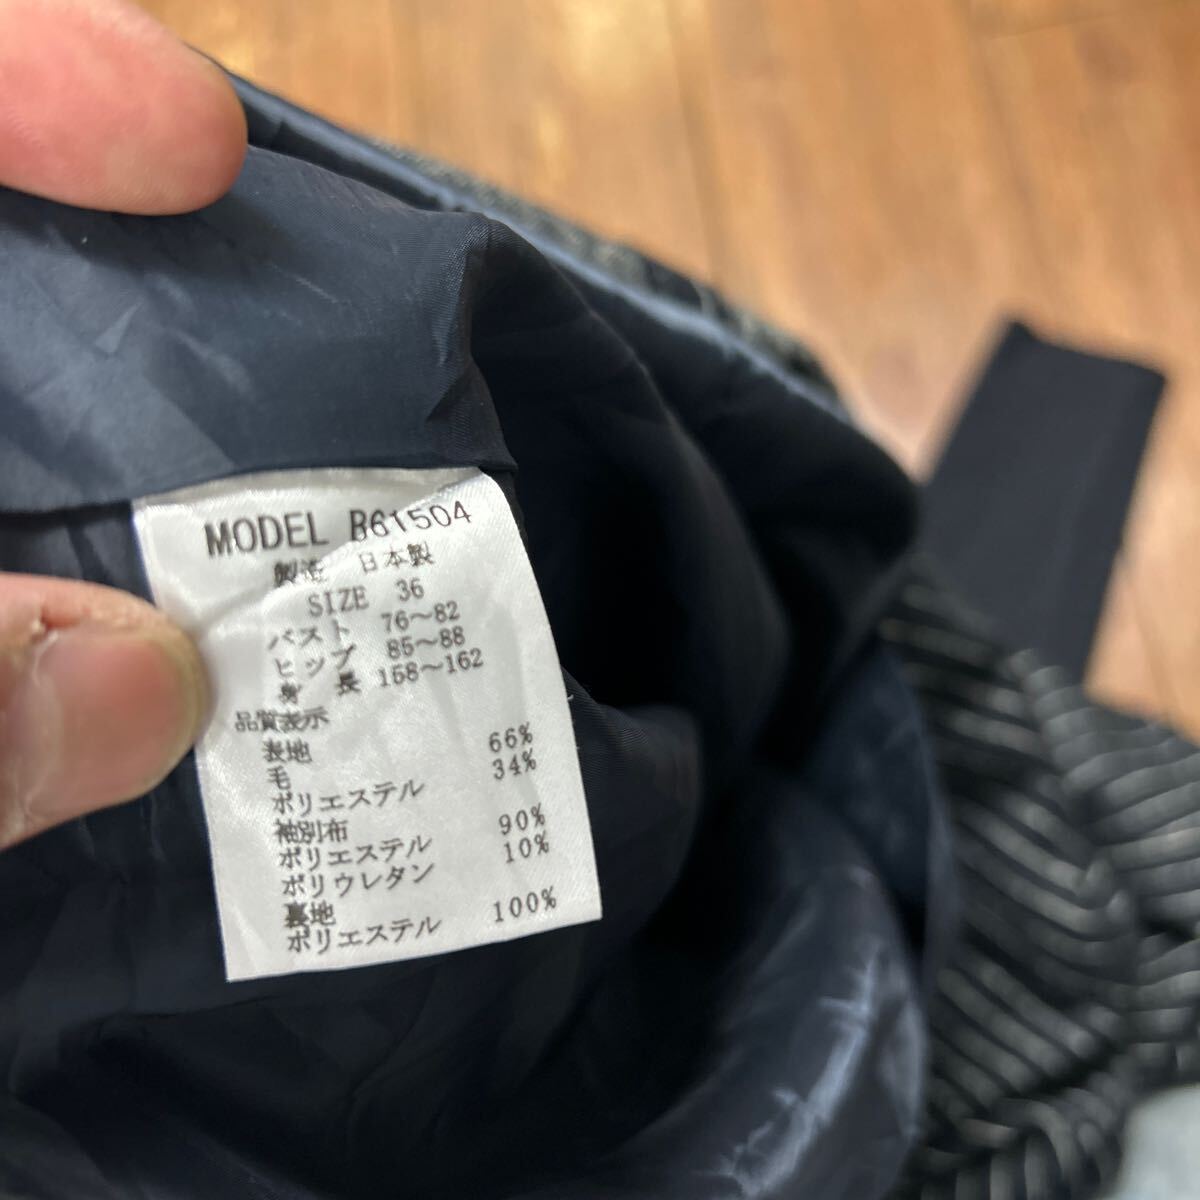 MODEL B61504
製造 日本製
SIZE 36
バスト 76～82
ヒップ 85～88
身 長 158～162
品質表示
表地
毛 66%
ポリエステル 34%
袖別布
ポリエステル 90%
ポリウレタン 10%
裏地
ポリエステル 100%